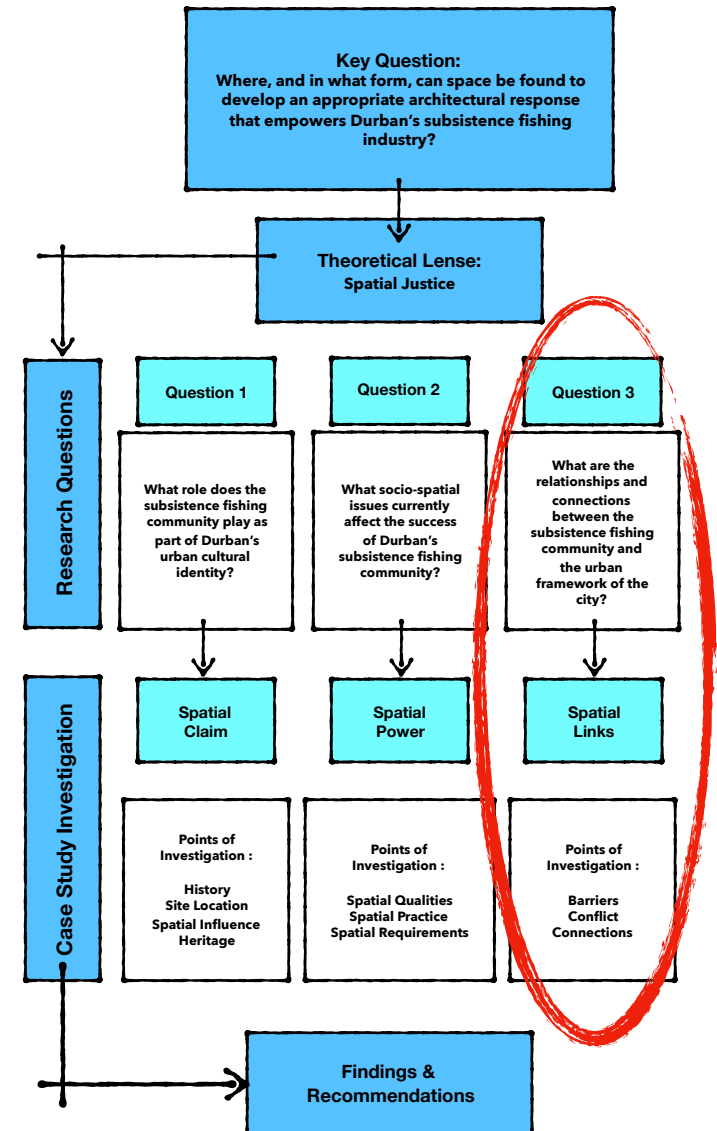 Key Question:
Where, and in what form, can space be found to
develop an appropriate architectural response
that empowers Durban's subsistence fishing
industry?
Theoretical Lense:
Spatial Justice
Research Questions
Question 1
Question 2
Question 3
What role does the
subsistence fishing
community play as
part of Durban's
urban cultural
identity?
What socio-spatial
issues currently
affect the success
of Durban's
subsistence fishing
community?
What are the
relationships and
connections
between the
subsistence fishing
community and
the urban
framework of the
city?
Case Study Investigation
Spatial
Claim
Spatial
Power
Spatial
Links
Points of
Investigation :
History
Site Location
Spatial Influence
Heritage
Points of
Investigation :
Spatial Qualities
Spatial Practice
Spatial Requirements
Points of
Investigation :
Barriers
Conflict
Connections
Findings &
Recommendations